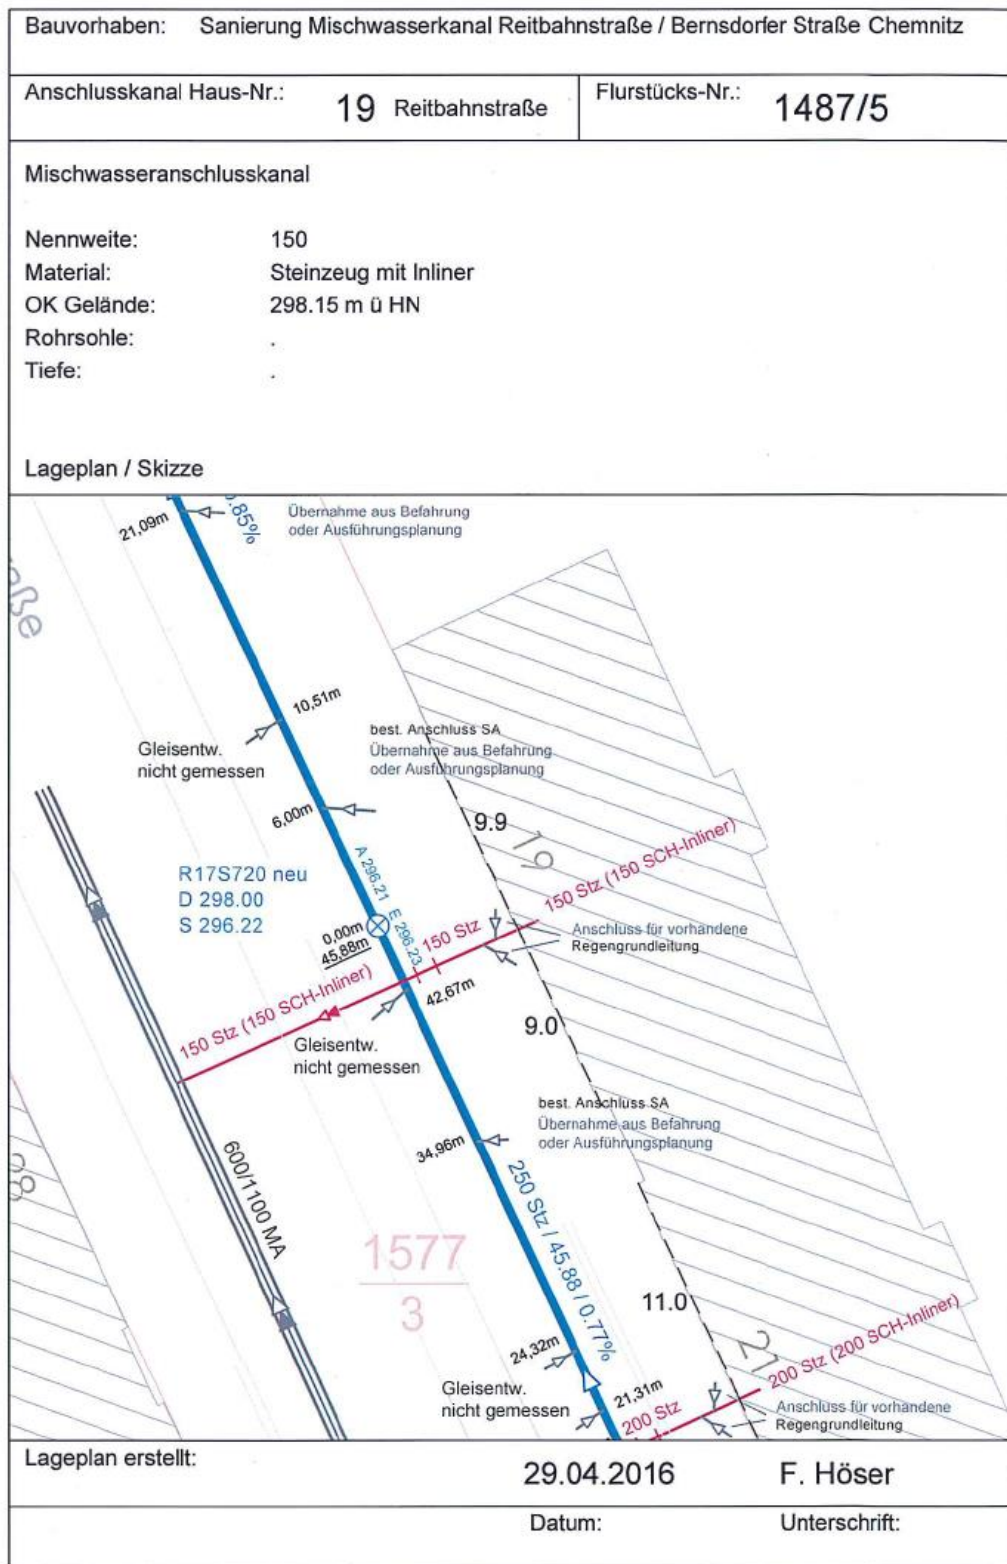 Bauvorhaben: Sanierung Mischwasserkanal Reitbahnstraße / Bernsdorfer Straße Chemnitz
Anschlusskanal Haus-Nr.: 19 Reitbahnstraße
Flurstücks-Nr.: 1487/5
Mischwasseranschlusskanal
Nennweite: 150
Material: Steinzeug mit Inliner
OK Gelände: 298.15 m ü HN
Rohrsohle: .
Tiefe: .
Lageplan / Skizze
21,09m
.85%
Übernahme aus Befahrung
oder Ausführungsplanung
aße
10,51m
Gleisentw.
nicht gemessen
best. Anschluss SA
Übernahme aus Befahrung
oder Ausführungsplanung
6,00m
9.9
19
150 Stz (150 SCH-Inliner)
R17S720 neu
D 298.00
S 296.22
A 296.21
E 296.23
0,00m
45,88m
150 Stz
Anschluss für vorhandene
Regengrundleitung
150 Stz (150 SCH-Inliner)
42,67m
9.0
Gleisentw.
nicht gemessen
best. Anschluss SA
Übernahme aus Befahrung
oder Ausführungsplanung
34,96m
28
600/1100 MA
250 Stz / 45.88 / 0.77%
1577
3
11.0
24,32m
21
200 Stz (200 SCH-Inliner)
Gleisentw.
nicht gemessen
21,31m
200 Stz
Anschluss für vorhandene
Regengrundleitung
Lageplan erstellt: 29.04.2016 F. Höser
Datum: Unterschrift: